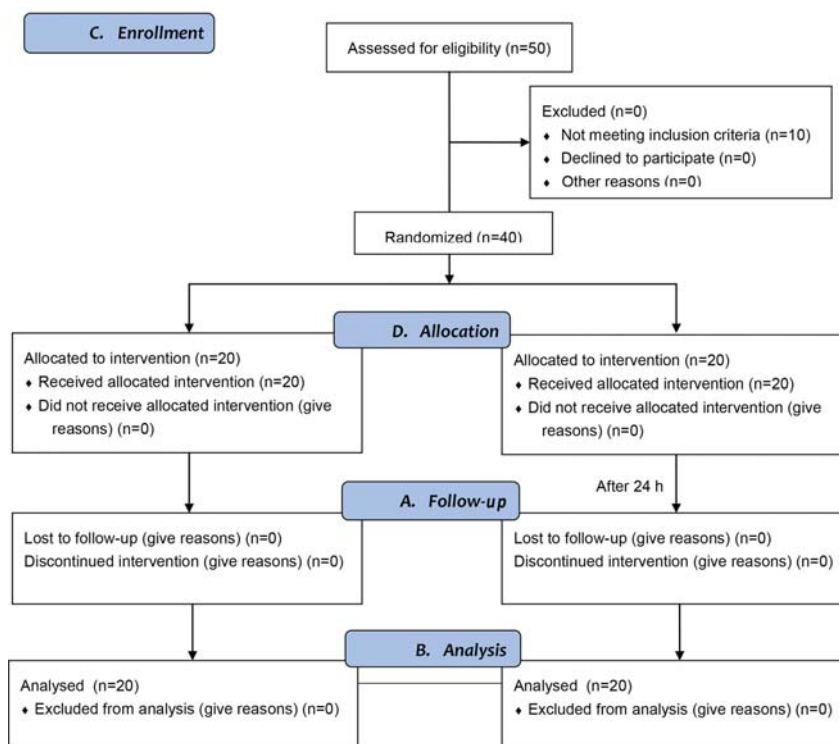 C. Enrollment
Assessed for eligibility (n=50)
Excluded (n=0)
♦ Not meeting inclusion criteria (n=10)
♦ Declined to participate (n=0)
♦ Other reasons (n=0)
Randomized (n=40)
D. Allocation
Allocated to intervention (n=20)
♦ Received allocated intervention (n=20)
♦ Did not receive allocated intervention (give
reasons) (n=0)
Allocated to intervention (n=20)
♦ Received allocated intervention (n=20)
♦ Did not receive allocated intervention (give
reasons) (n=0)
After 24 h
A. Follow-up
Lost to follow-up (give reasons) (n=0)
Discontinued intervention (give reasons) (n=0)
Lost to follow-up (give reasons) (n=0)
Discontinued intervention (give reasons) (n=0)
B. Analysis
Analysed (n=20)
♦ Excluded from analysis (give reasons) (n=0)
Analysed (n=20)
♦ Excluded from analysis (give reasons) (n=0)